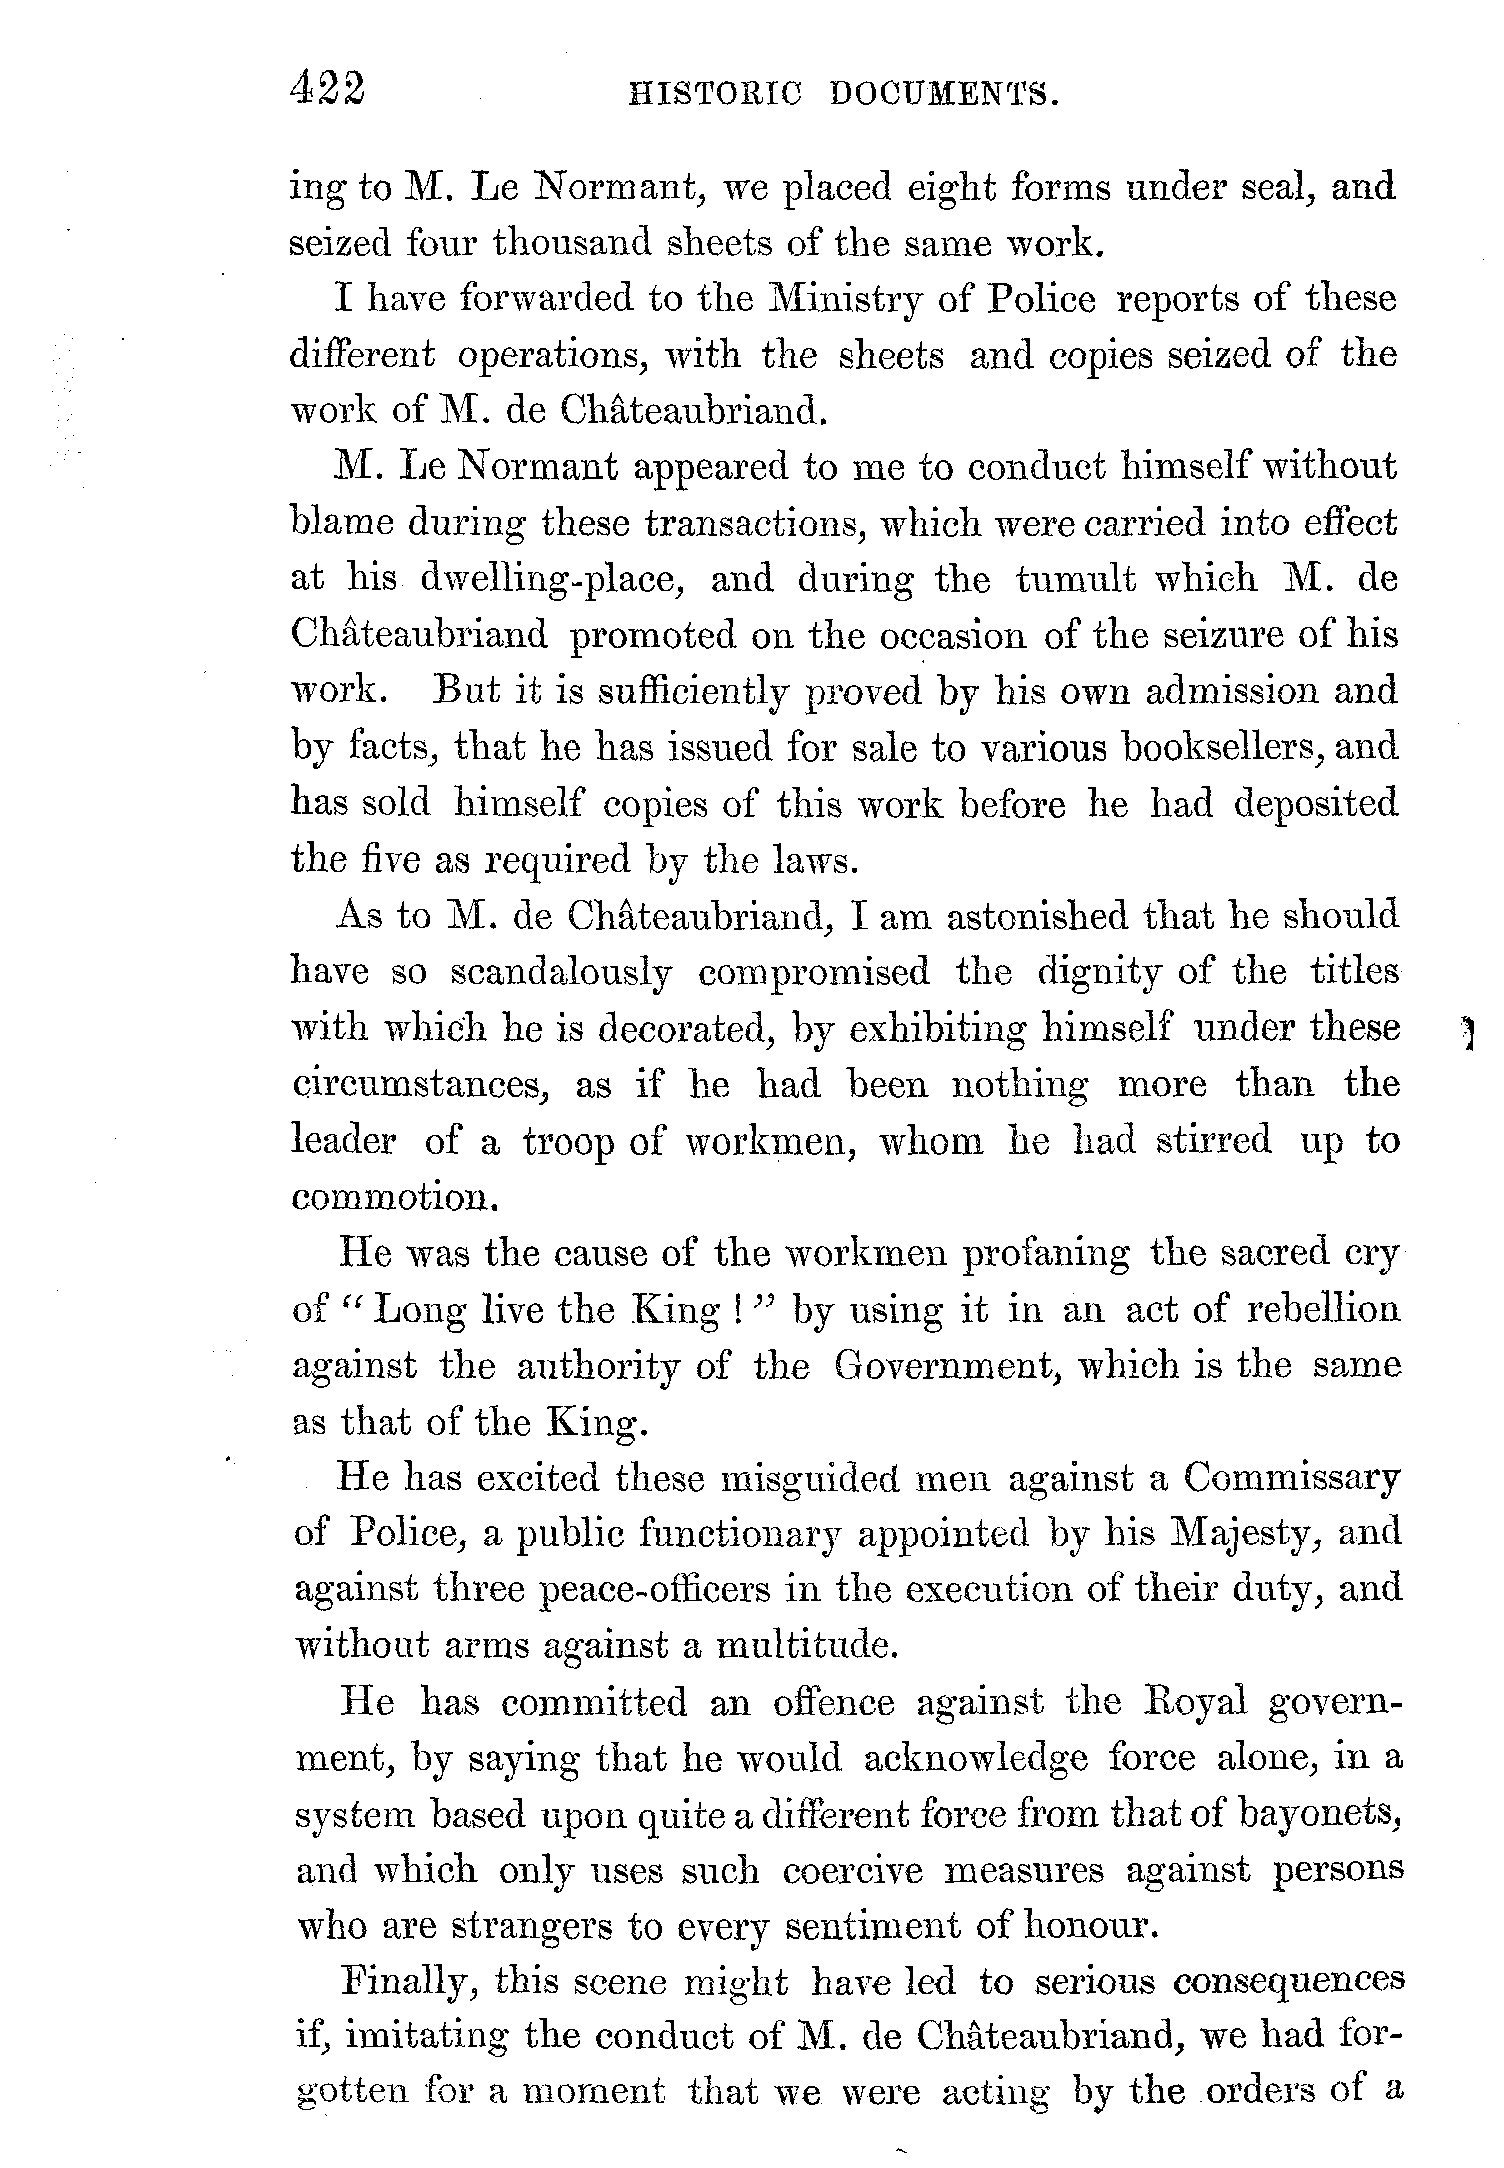 422 HISTORIC DOCUMENTS.
ing to M. Le Normant, we placed eight forms under seal, and
seized four thousand sheets of the same work.
I have forwarded to the Ministry of Police reports of these
different operations, with the sheets and copies seized of the
work of M. de Châteaubriand.
M. Le Normant appeared to me to conduct himself without
blame during these transactions, which were carried into effect
at his dwelling-place, and during the tumult which M. de
Châteaubriand promoted on the occasion of the seizure of his
work. But it is sufficiently proved by his own admission and
by facts, that he has issued for sale to various booksellers, and
has sold himself copies of this work before he had deposited
the five as required by the laws.
As to M. de Châteaubriand, I am astonished that he should
have so scandalously compromised the dignity of the titles
with which he is decorated, by exhibiting himself under these
circumstances, as if he had been nothing more than the
leader of a troop of workmen, whom he had stirred up to
commotion.
He was the cause of the workmen profaning the sacred cry
of “Long live the King!” by using it in an act of rebellion
against the authority of the Government, which is the same
as that of the King.
He has excited these misguided men against a Commissary
of Police, a public functionary appointed by his Majesty, and
against three peace-officers in the execution of their duty, and
without arms against a multitude.
He has committed an offence against the Royal govern-
ment, by saying that he would acknowledge force alone, in a
system based upon quite a different force from that of bayonets,
and which only uses such coercive measures against persons
who are strangers to every sentiment of honour.
Finally, this scene might have led to serious consequences
if, imitating the conduct of M. de Châteaubriand, we had for-
gotten for a moment that we were acting by the orders of a